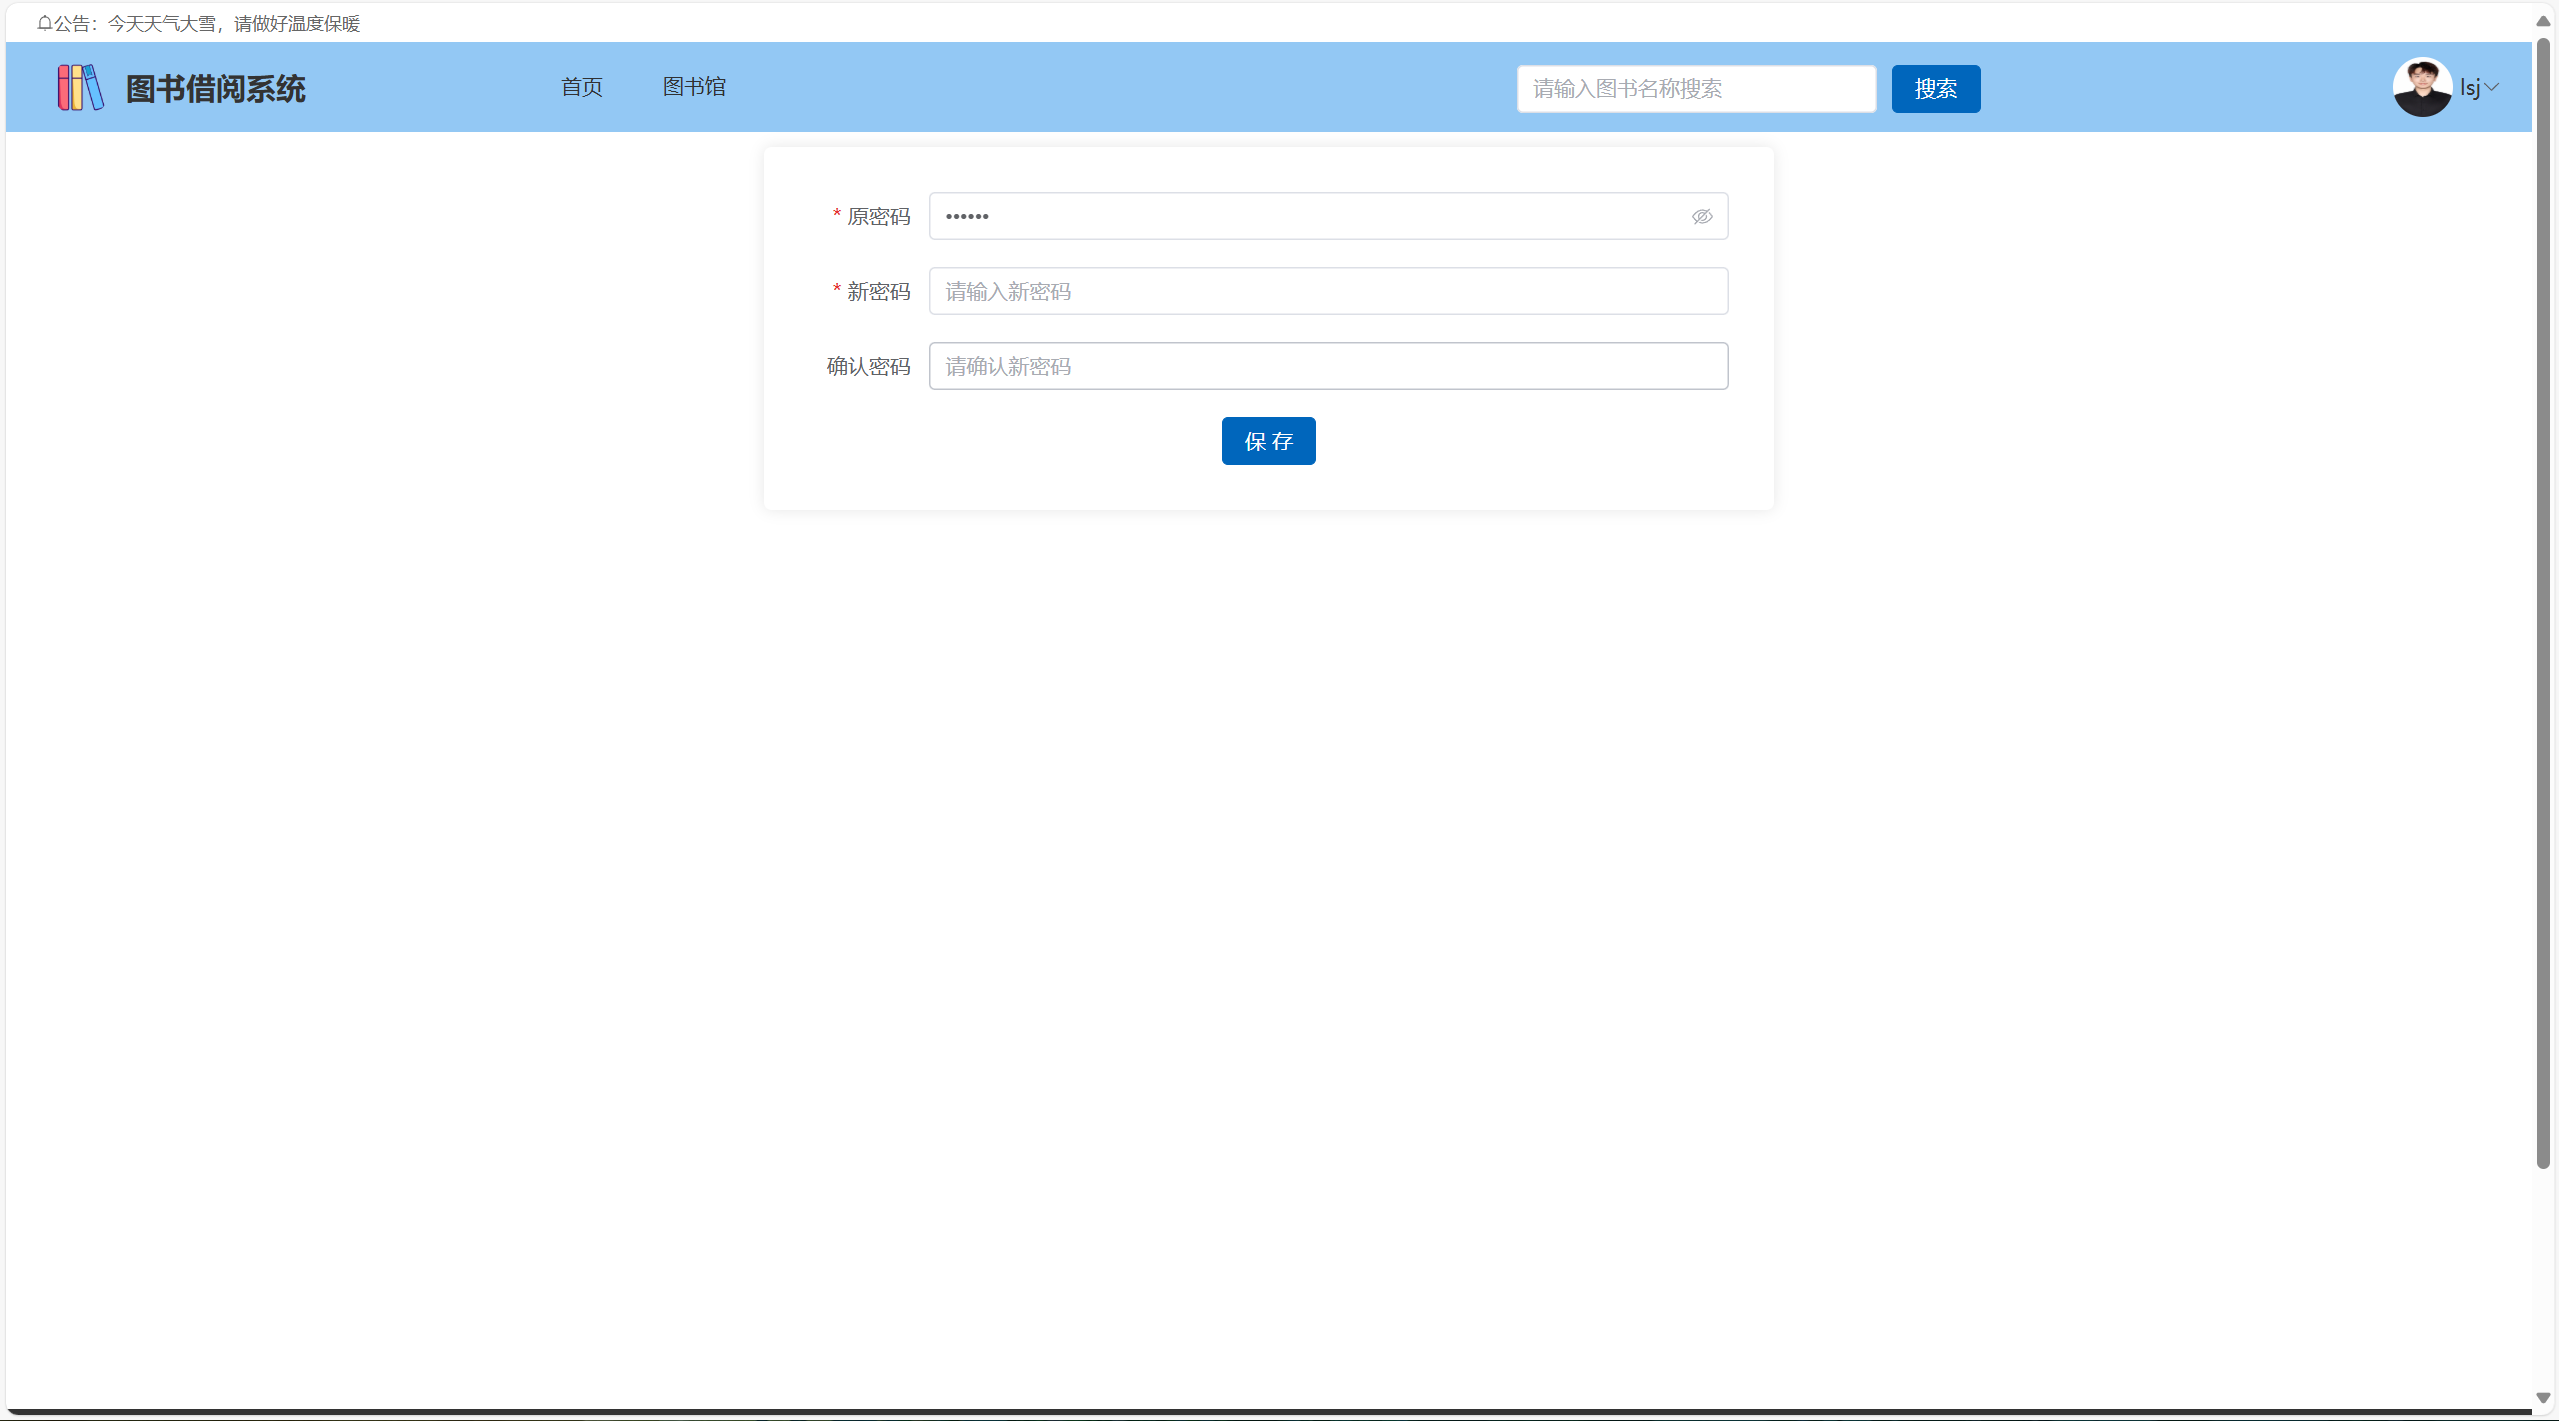 公告：今天天气大雪，请做好温度保暖
图书借阅系统
首页
图书馆
请输入图书名称搜索
搜索
lsj
* 原密码
••••••
* 新密码
请输入新密码
确认密码
请确认新密码
保 存